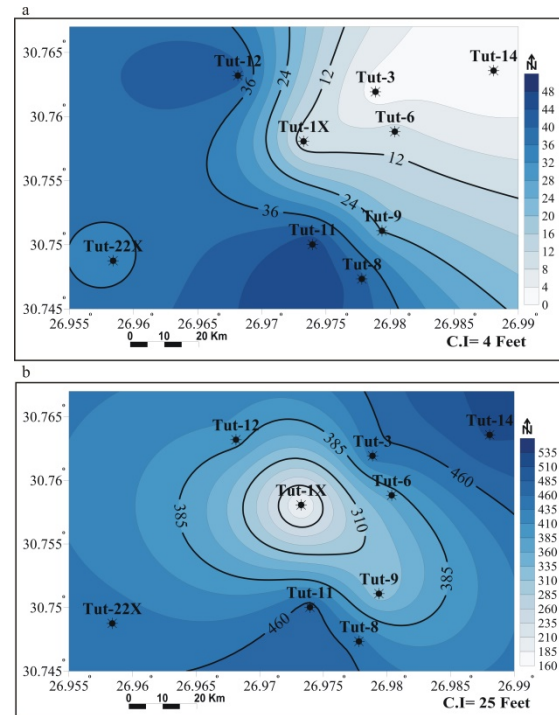 a
30.765
30.76
30.755
30.75
30.745
26.955 26.96 26.965 26.97 26.975 26.98 26.985 26.99
Tut-12
Tut-14
Tut-3
Tut-6
Tut-1X
Tut-9
Tut-11
Tut-22X
Tut-8
36
24
12
12
24
36
N
48
44
40
36
32
28
24
20
16
12
8
4
0
0 10 20 Km
C.I= 4 Feet
b
30.765
30.76
30.755
30.75
30.745
26.955 26.96 26.965 26.97 26.975 26.98 26.985 26.99
Tut-12
Tut-14
Tut-3
Tut-6
Tut-1X
Tut-9
Tut-11
Tut-22X
Tut-8
385
460
310
385
385
460
N
535
510
485
460
435
410
385
360
335
310
285
260
235
210
185
160
0 10 20 Km
C.I= 25 Feet